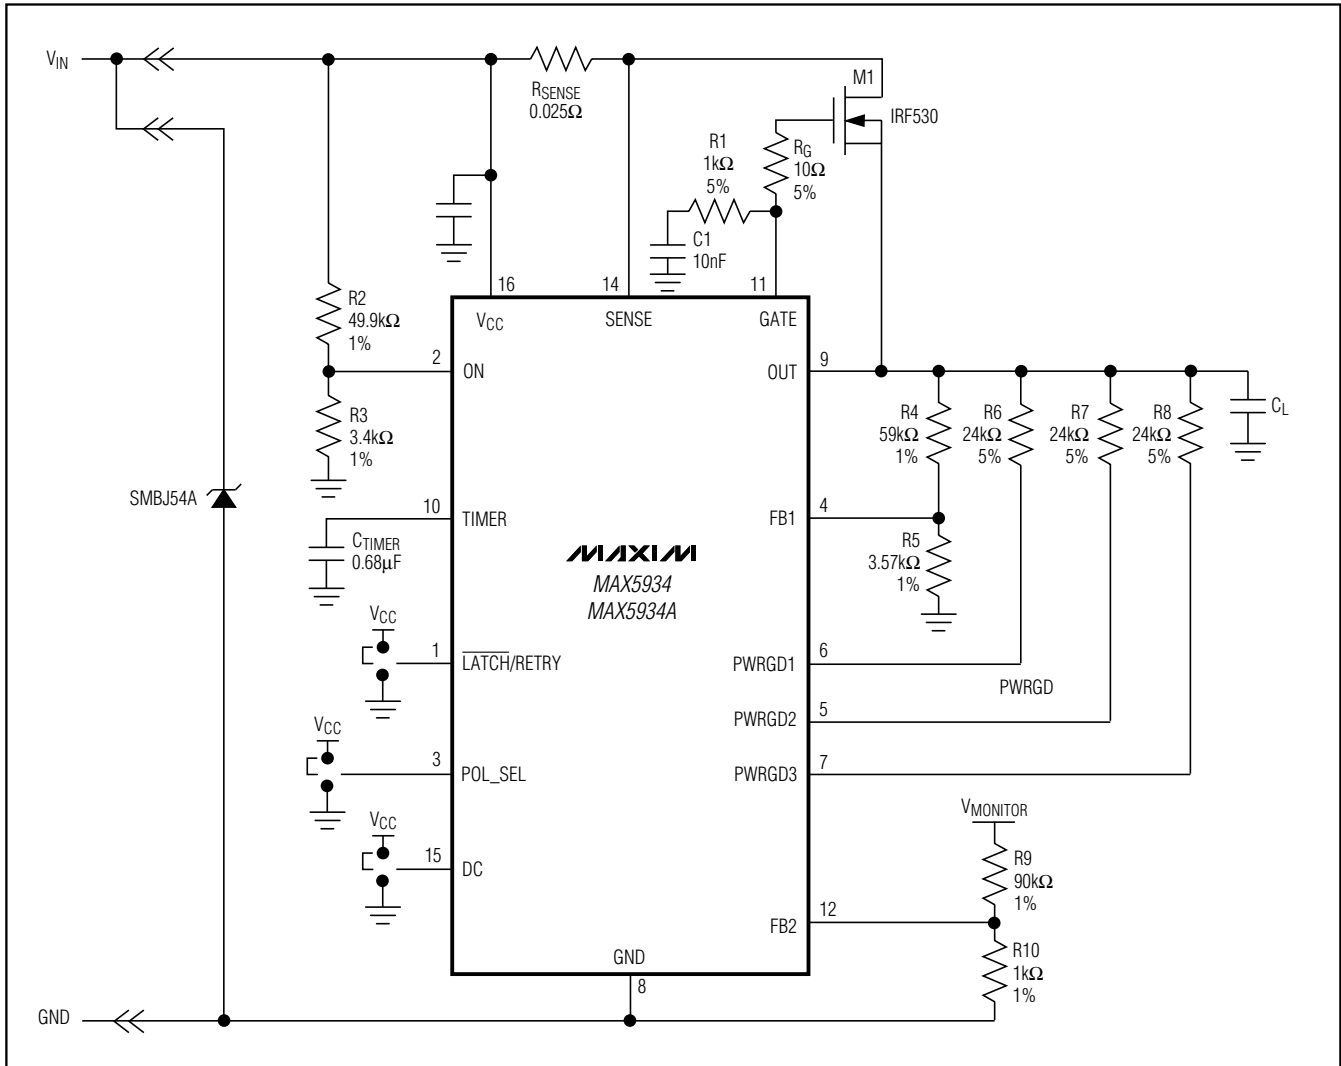 VIN
RSENSE
0.025Ω
M1
IRF530
R1
1kΩ
5%
RG
10Ω
5%
C1
10nF
16
14
11
VCC
SENSE
GATE
R2
49.9kΩ
1%
2
ON
OUT
9
R3
3.4kΩ
1%
R4
59kΩ
1%
R6
24kΩ
5%
R7
24kΩ
5%
R8
24kΩ
5%
CL
SMBJ54A
10
TIMER
FB1
4
CTIMER
0.68µF
R5
3.57kΩ
1%
MAXIM
MAX5934
MAX5934A
VCC
1
LATCH/RETRY
PWRGD1
6
PWRGD
PWRGD2
5
VCC
3
POL_SEL
PWRGD3
7
VCC
15
DC
VMONITOR
R9
90kΩ
1%
FB2
12
R10
1kΩ
1%
GND
8
GND